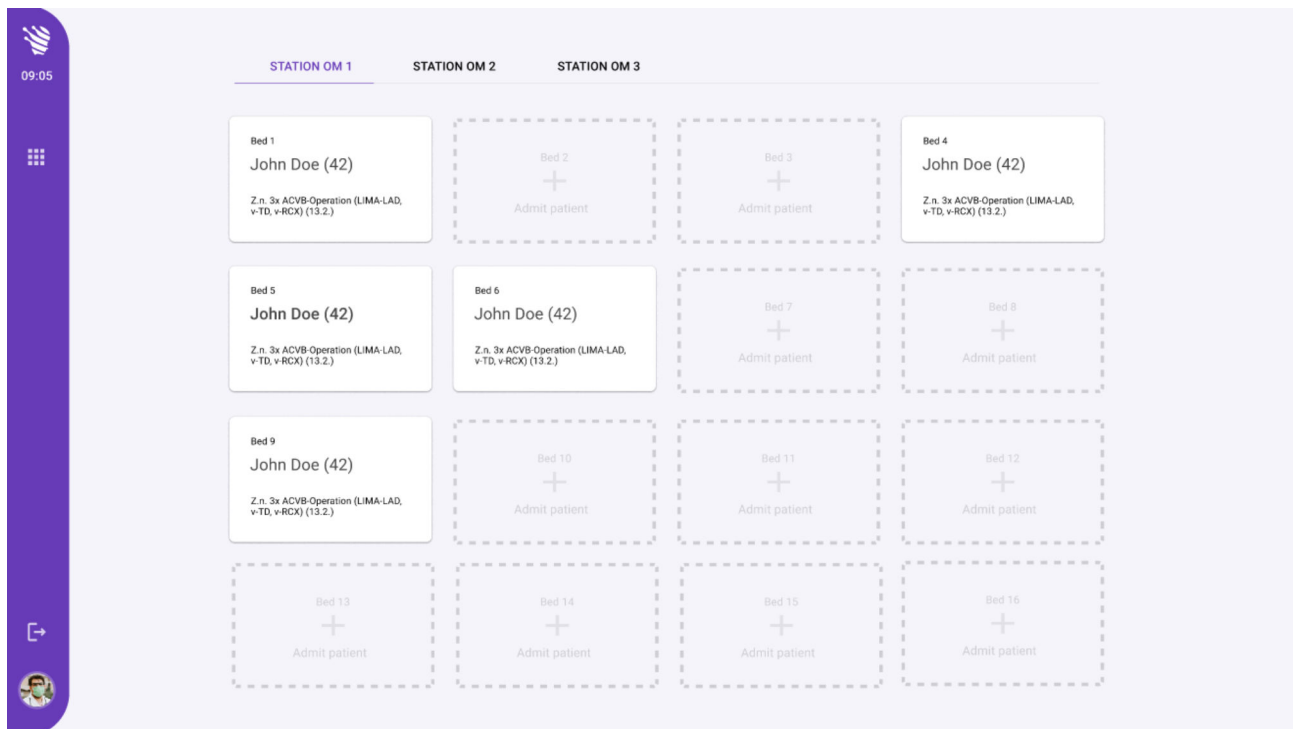 09:05
STATION OM 1
STATION OM 2
STATION OM 3
Bed 1
John Doe (42)
Z.n. 3x ACVB-Operation (LIMA-LAD,
v-TD, v-RCX) (13.2.)
Bed 2
Admit patient
Bed 3
Admit patient
Bed 4
John Doe (42)
Z.n. 3x ACVB-Operation (LIMA-LAD,
v-TD, v-RCX) (13.2.)
Bed 5
John Doe (42)
Z.n. 3x ACVB-Operation (LIMA-LAD,
v-TD, v-RCX) (13.2.)
Bed 6
John Doe (42)
Z.n. 3x ACVB-Operation (LIMA-LAD,
v-TD, v-RCX) (13.2.)
Bed 7
Admit patient
Bed 8
Admit patient
Bed 9
John Doe (42)
Z.n. 3x ACVB-Operation (LIMA-LAD,
v-TD, v-RCX) (13.2.)
Bed 10
Admit patient
Bed 11
Admit patient
Bed 12
Admit patient
Bed 13
Admit patient
Bed 14
Admit patient
Bed 15
Admit patient
Bed 16
Admit patient